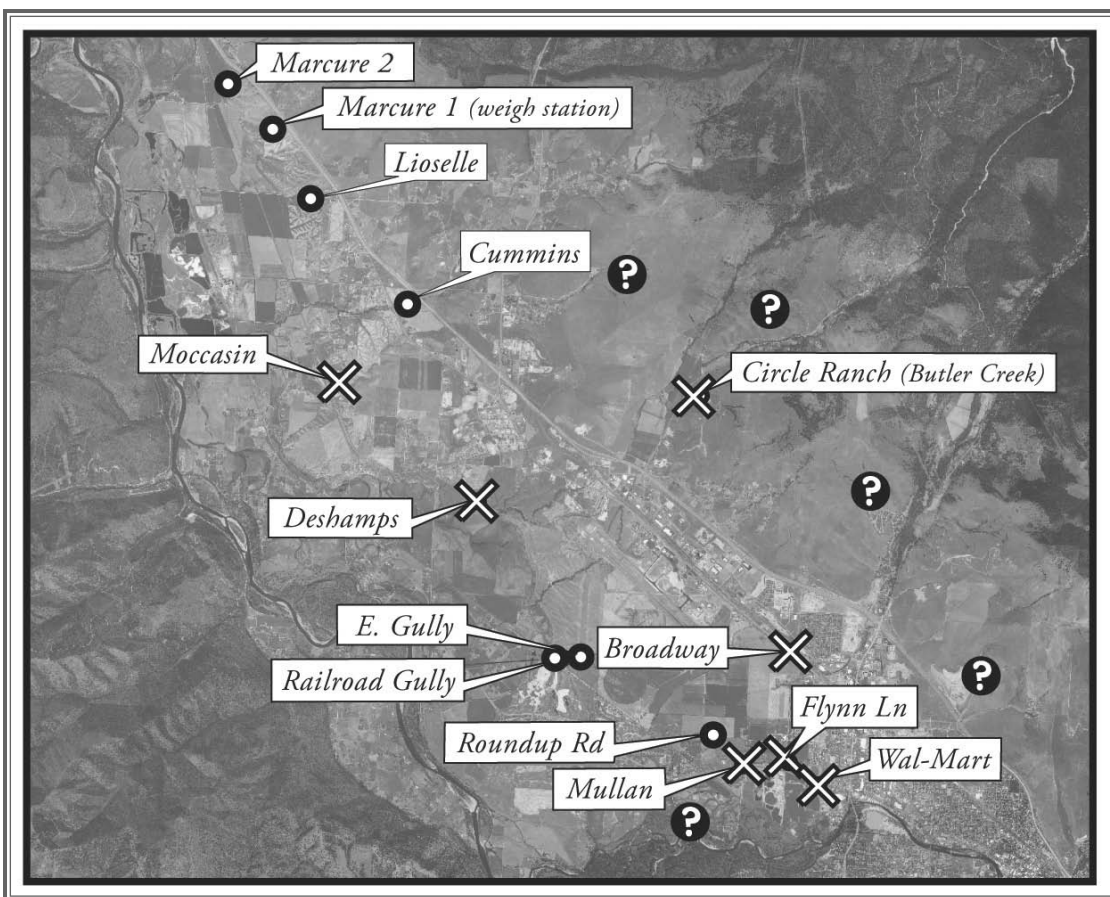 Marcure 2
Marcure 1 (weigh station)
Lioselle
Cummins
?
?
Moccasin
Circle Ranch (Butler Creek)
?
Deshamps
E. Gully
Broadway
Railroad Gully
?
Flynn Ln
Roundup Rd
Wal-Mart
Mullan
?